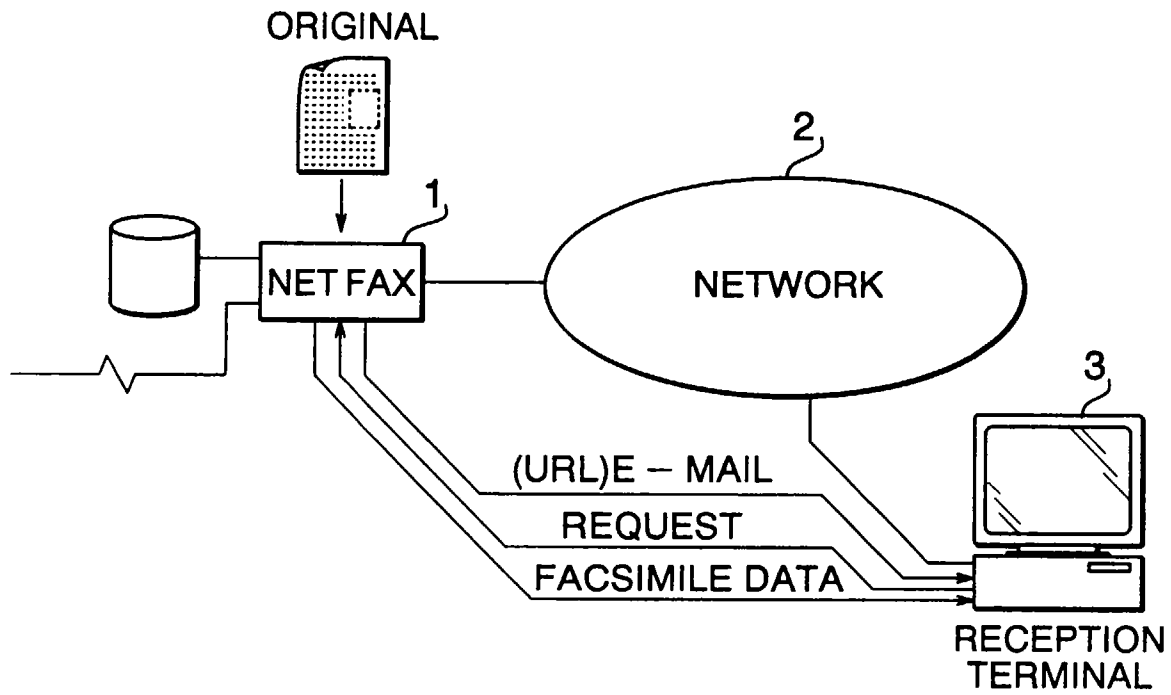 ORIGINAL
2
1
NET FAX
NETWORK
3
(URL)E – MAIL
REQUEST
FACSIMILE DATA
RECEPTION
TERMINAL